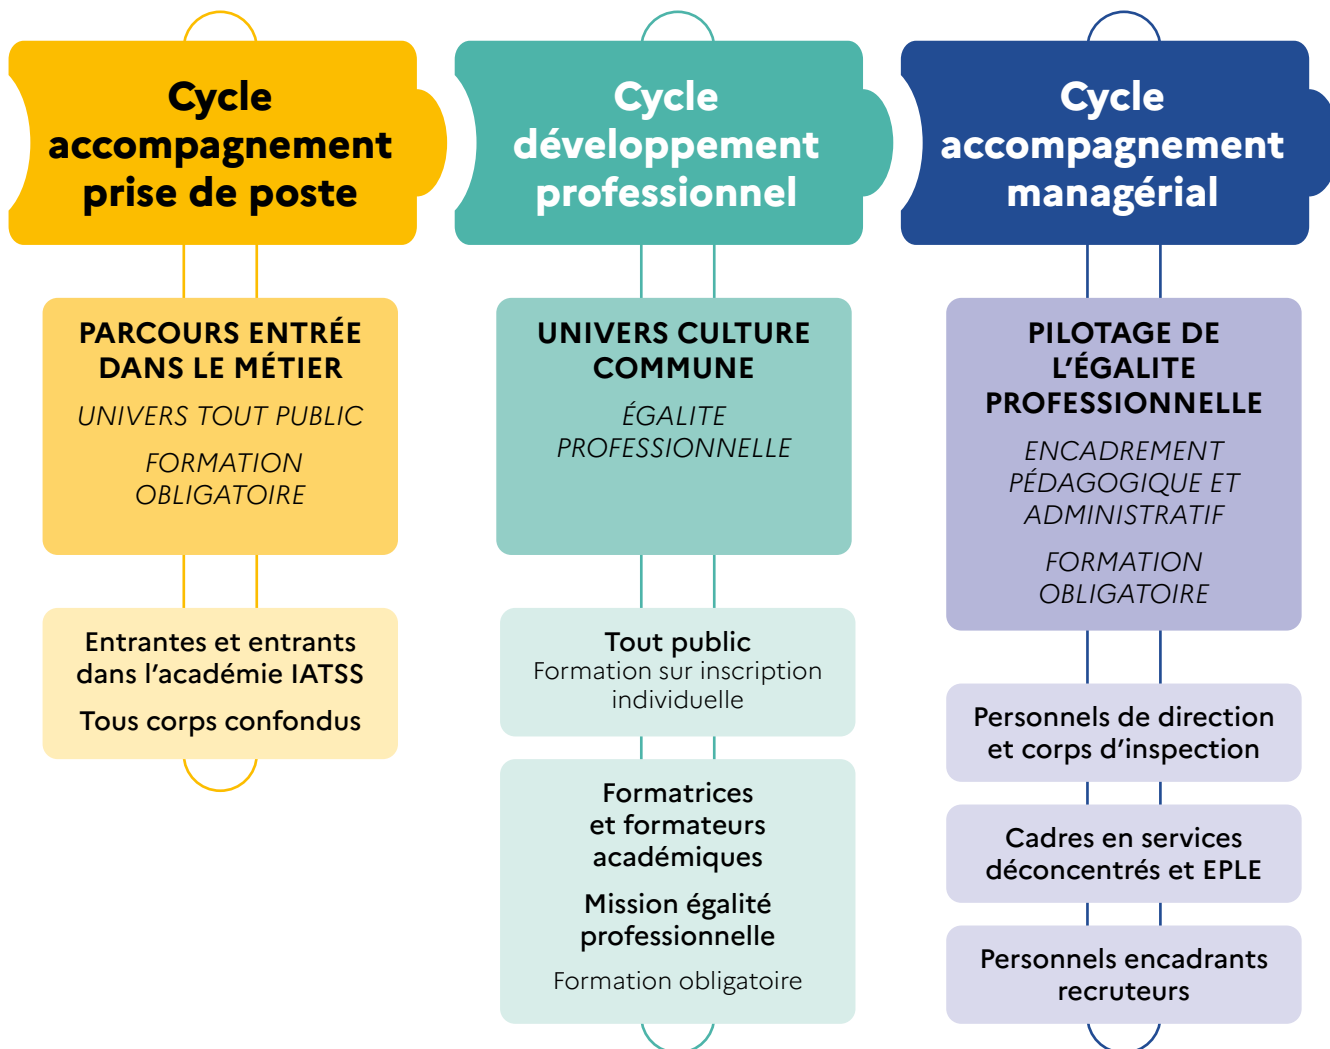 Cycle
accompagnement
prise de poste
PARCOURS ENTRÉE
DANS LE MÉTIER
UNIVERS TOUT PUBLIC
FORMATION
OBLIGATOIRE
Entrantes et entrants
dans l’académie IATSS
Tous corps confondus
Cycle
développement
professionnel
UNIVERS CULTURE
COMMUNE
ÉGALITE
PROFESSIONNELLE
Tout public
Formation sur inscription
individuelle
Formatrices
et formateurs
académiques
Mission égalité
professionnelle
Formation obligatoire
Cycle
accompagnement
managérial
PILOTAGE DE
L’ÉGALITE
PROFESSIONNELLE
ENCADREMENT
PÉDAGOGIQUE ET
ADMINISTRATIF
FORMATION
OBLIGATOIRE
Personnels de direction
et corps d’inspection
Cadres en services
déconcentrés et EPLE
Personnels encadrants
recruteurs